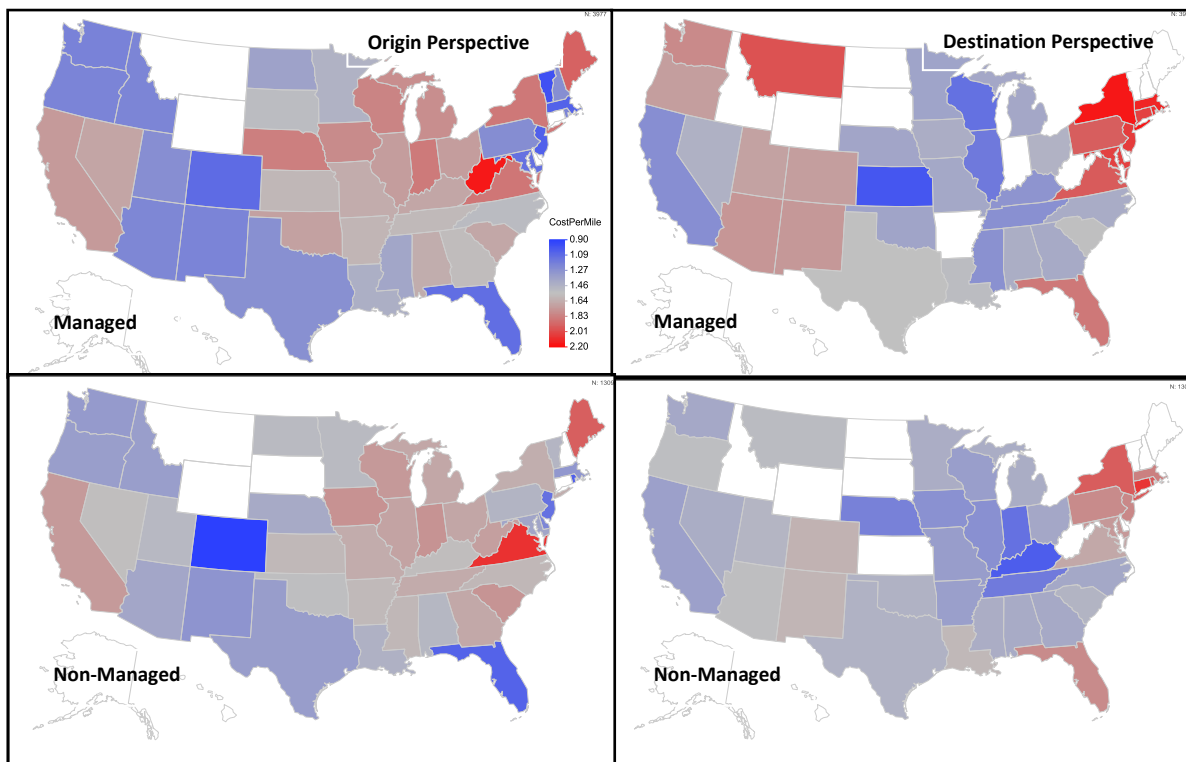 N: 3977
Origin Perspective
CostPerMile
0.90
1.09
1.27
1.46
1.64
1.83
2.01
2.20
Managed
Destination Perspective
Managed
Non-Managed
Non-Managed